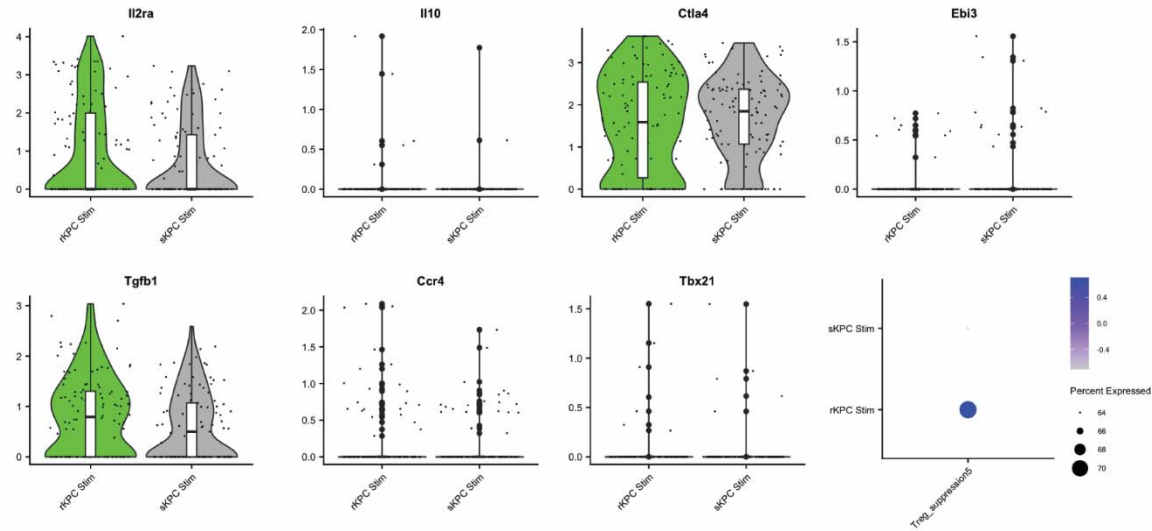 Il2ra
4
3
2
1
0
rKPC Stim
sKPC Stim
Il10
2.0
1.5
1.0
0.5
0.0
rKPC Stim
sKPC Stim
Ctla4
3
2
1
0
rKPC Stim
sKPC Stim
Ebi3
1.5
1.0
0.5
0.0
rKPC Stim
sKPC Stim
Tgfb1
3
2
1
0
rKPC Stim
sKPC Stim
Ccr4
2.0
1.5
1.0
0.5
0.0
rKPC Stim
sKPC Stim
Tbx21
1.5
1.0
0.5
0.0
rKPC Stim
sKPC Stim
sKPC Stim
rKPC Stim
Treg_suppression5
0.4
0.0
-0.4
Percent Expressed
64
66
68
70